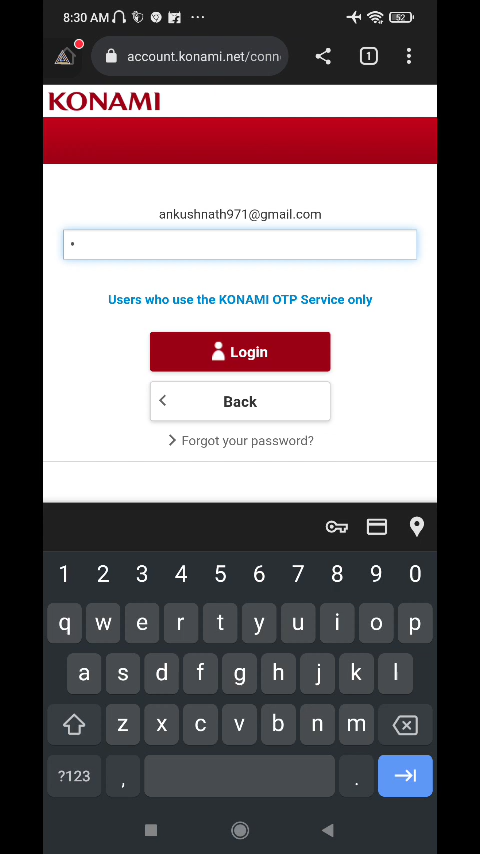 8:30 AM ...
52
account.konami.net/conn
1
KONAMI
ankushnath971@gmail.com
•
Users who use the KONAMI OTP Service only
Login
Back
Forgot your password?
1 2 3 4 5 6 7 8 9 0
q w e r t y u i o p
a s d f g h j k l
z x c v b n m
?123 , .